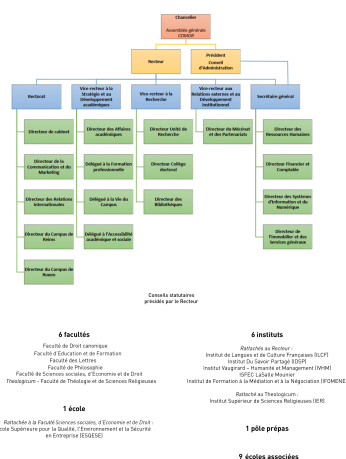 Chancelier
Assemblée générale
Recteur
Président
Conseil
d'Administration
Rectorat
Vice-recteur à la
Stratégie et au
Développement
académiques
Vice-recteur à la
Recherche
Vice-recteur aux
Relations externes et au
Développement
Institutionnel
Secrétaire général
Directeur de cabinet
Directeur des Affaires
académiques
Directeur Unité de
Recherche
Directeur du Mécénat
et des Partenariats
Directeur des
Ressources Humaines
Directeur de la
Communication et du
Marketing
Délégué à la Formation
professionnelle
Directeur Collège
doctoral
Directeur Financier et
Comptable
Directeur des Relations
Internationales
Délégué à la Vie du
Campus
Directeur des
Bibliothèques
Directeur des Systèmes
d'Information et du
Numérique
Directeur du Campus de
Reims
Délégué à l'Accessibilité
académique et sociale
Directeur de
l'Immobilier et des
Services généraux
Directeur du Campus de
Rouen
Conseils statutaires
présidés par le Recteur
6 facultés
Faculté de Droit canonique
Faculté d'Education et de Formation
Faculté des Lettres
Faculté de Philosophie
Faculté de Sciences sociales, d'Economie et de Droit
Theologicum - Faculté de Théologie et de Sciences Religieuses
1 école
Rattachée à la Faculté Sciences sociales, d'Economie et de Droit :
cole Supérieure pour la Qualité, l'Environnement et la Sécurité
en Entreprise (ESQESE)
6 instituts
Rattachés au Recteur :
Institut de Langues et de Culture Françaises (ILCF)
Institut Du Savoir Partagé (IDSP)
Institut Vaugirard – Humanité et Management (IVHM)
ISFEC LaSalle Mounier
Institut de Formation à la Médiation et à la Négociation (IFOMENE
Rattaché au Theologicum :
Institut Supérieur de Sciences Religieuses (IER)
1 pôle prépas
9 écoles associées